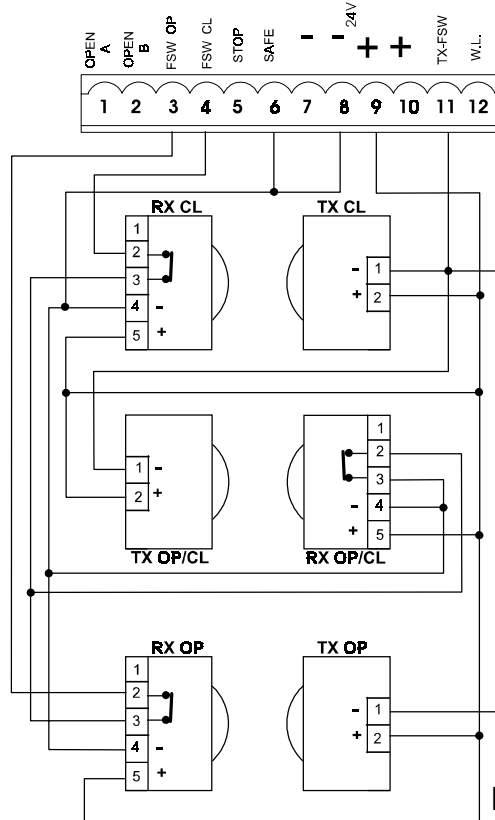 OPEN A
OPEN B
FSW OP
FSW CL
STOP
SAFE
-
-
24V
+
+
TX-FSW
W.L.
1 2 3 4 5 6 7 8 9 10 11 12
RX CL
1
2
3
4 -
5 +
TX CL
- 1
+ 2
1 -
2 +
TX OP/CL
1
2
3
- 4
+ 5
RX OP/CL
RX OP
1
2
3
4 -
5 +
TX OP
- 1
+ 2